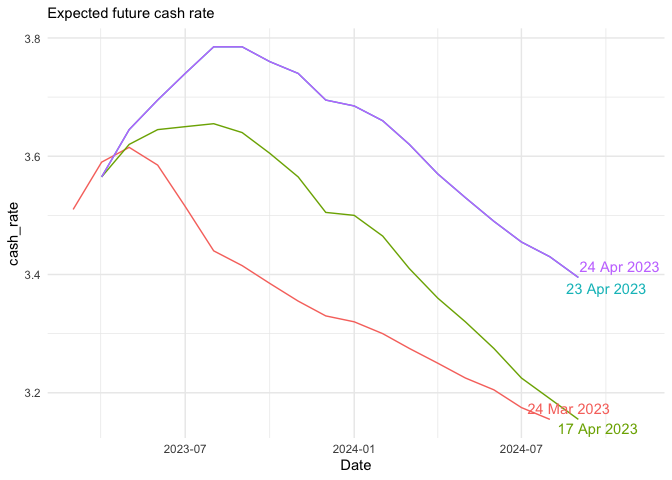 Expected future cash rate
3.8
3.6
3.4
3.2
cash_rate
24 Apr 2023
23 Apr 2023
24 Mar 2023
17 Apr 2023
2023-07
2024-01
2024-07
Date